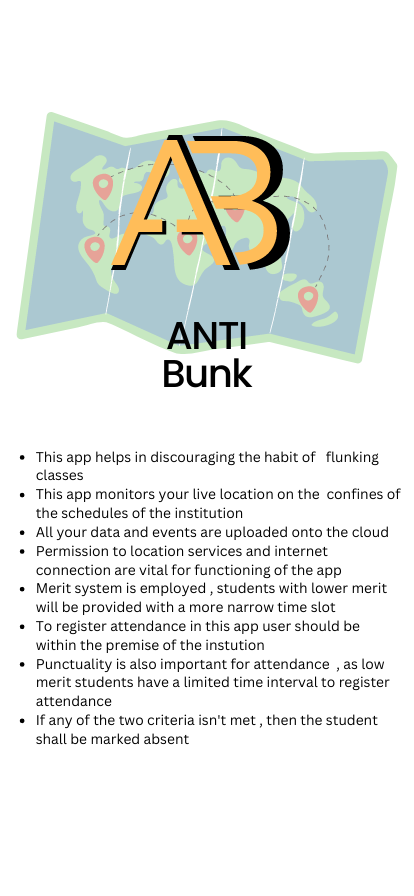 AB
ANTI
Bunk
• This app helps in discouraging the habit of   flunking
classes
• This app monitors your live location on the  confines of
the schedules of the institution
• All your data and events are uploaded onto the cloud
• Permission to location services and internet
connection are vital for functioning of the app
• Merit system is employed , students with lower merit
will be provided with a more narrow time slot
• To register attendance in this app user should be
within the premise of the instution
• Punctuality is also important for attendance  , as low
merit students have a limited time interval to register
attendance
• If any of the two criteria isn't met , then the student
shall be marked absent